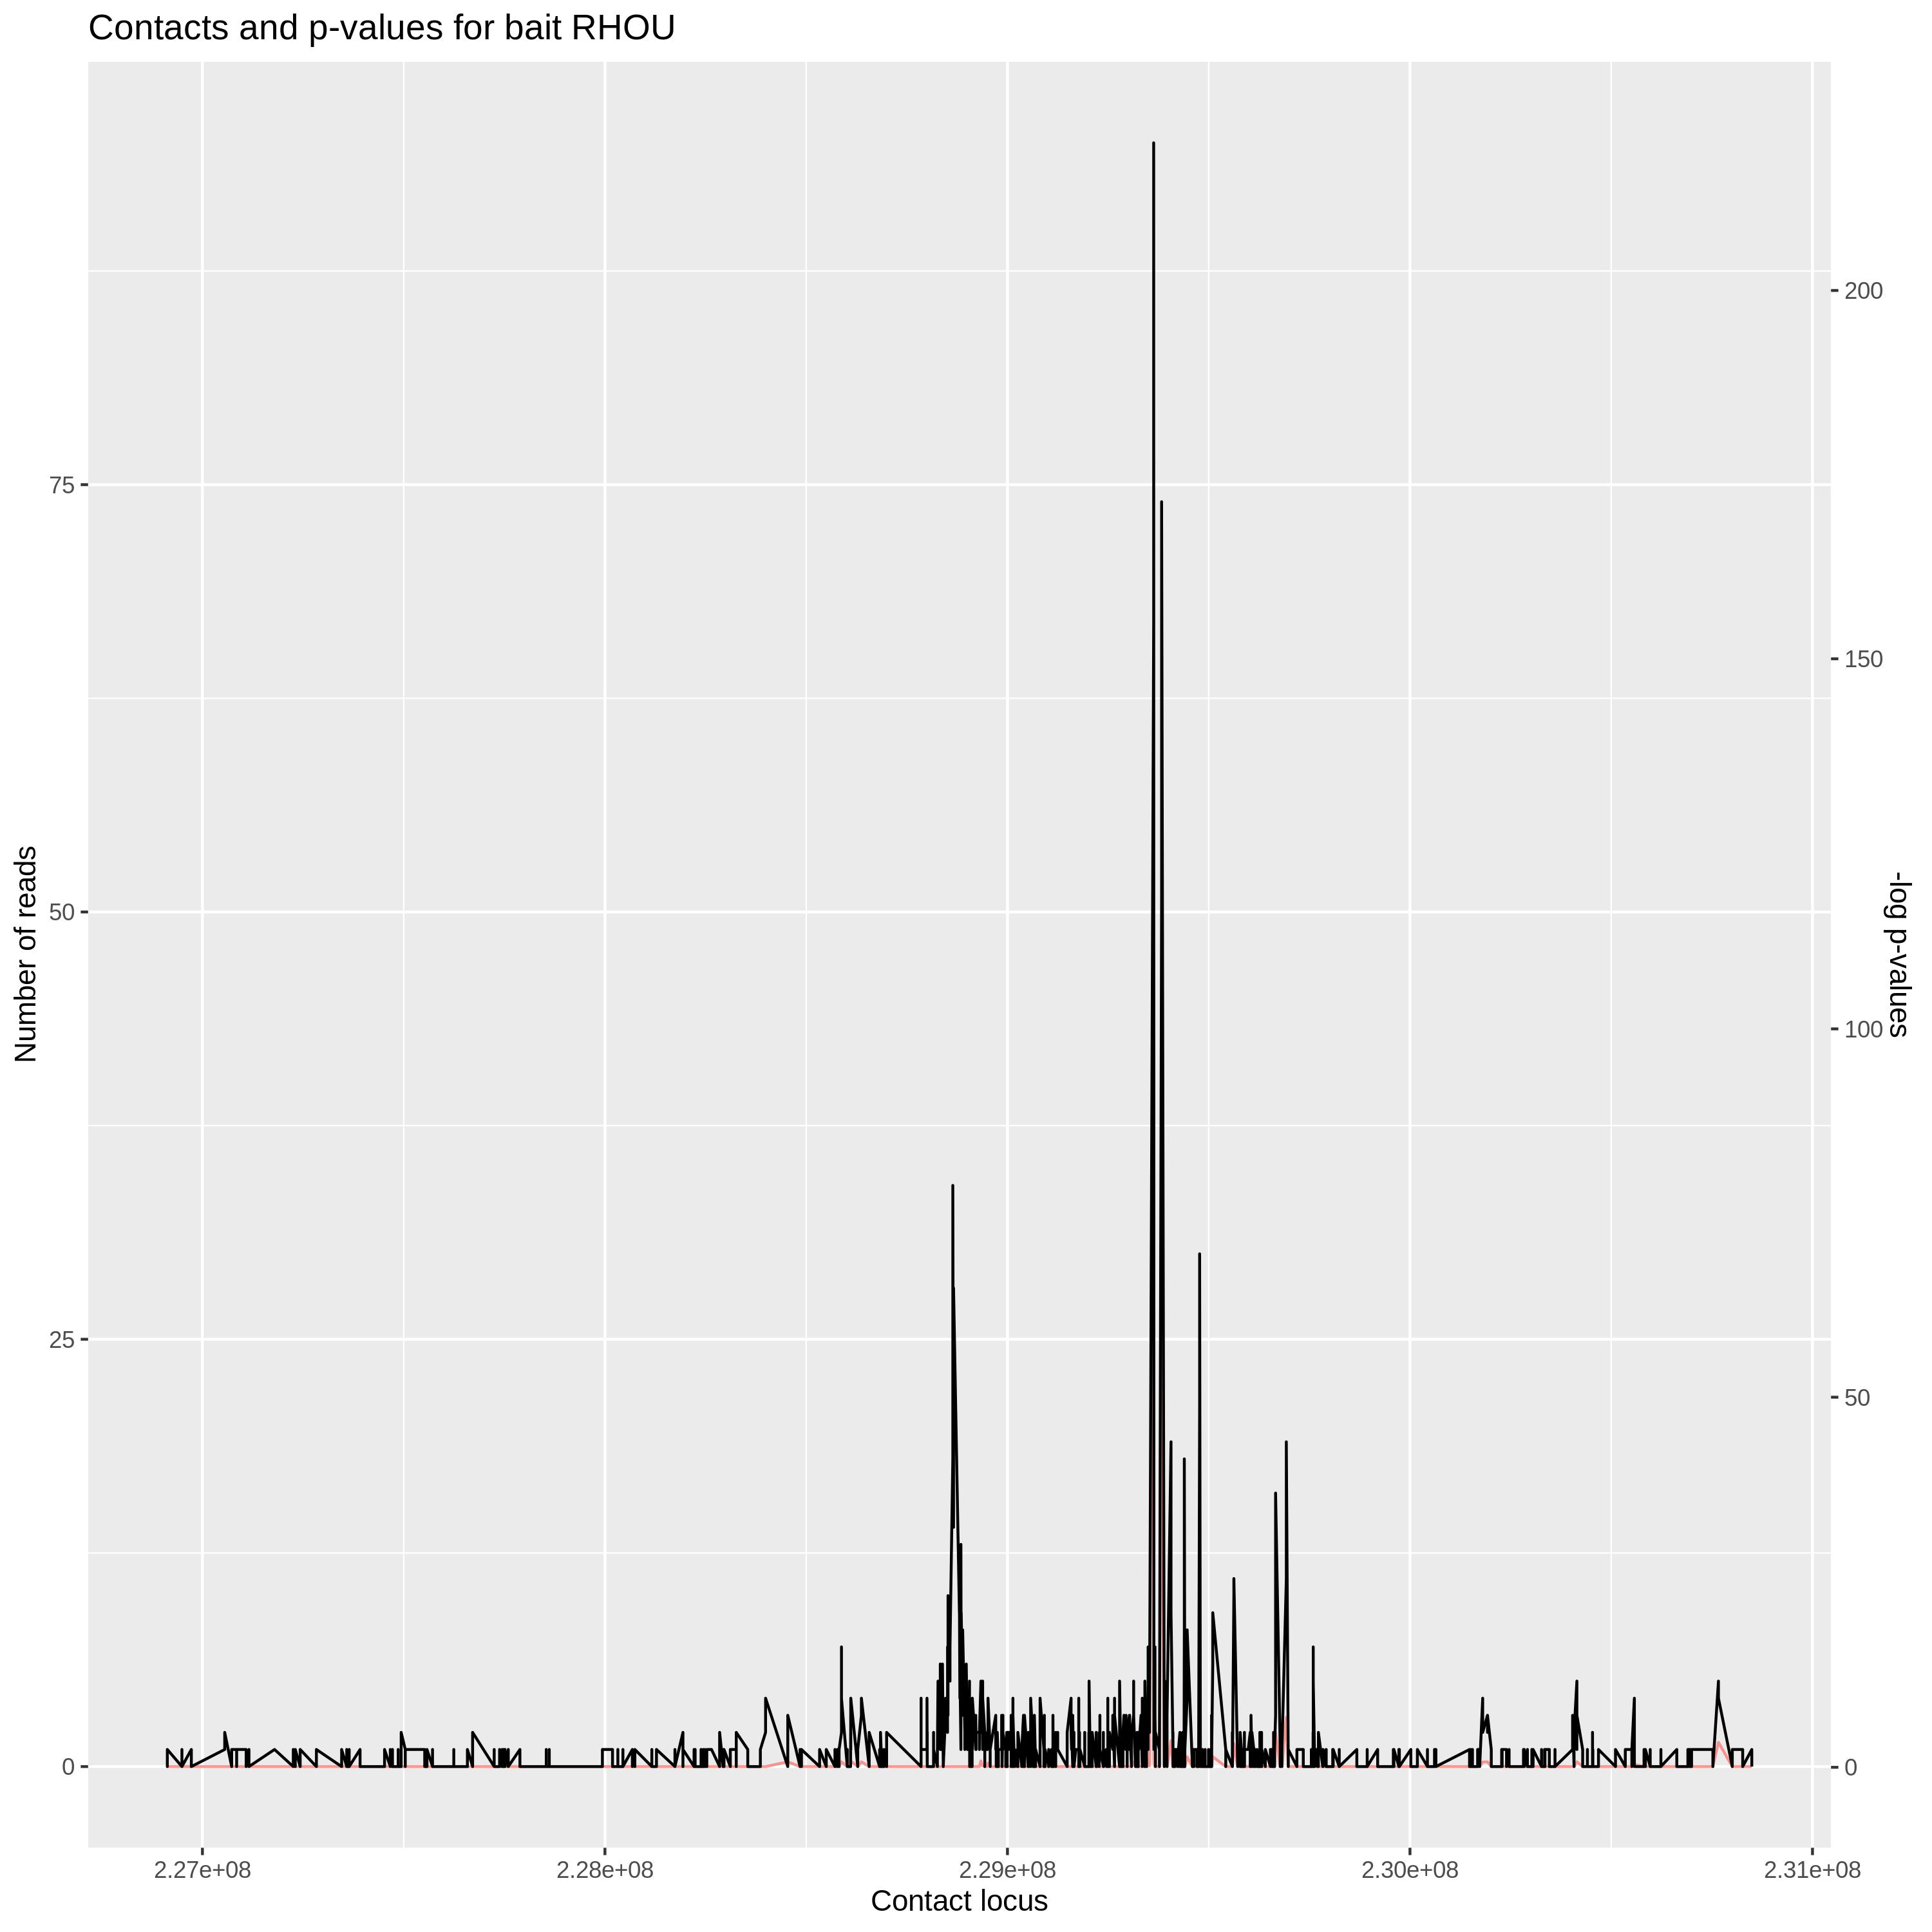 Contacts and p-values for bait RHOU
Number of reads
75
50
25
0
200
150
100
50
0
-log p-values
2.27e+08
2.28e+08
2.29e+08
2.30e+08
2.31e+08
Contact locus